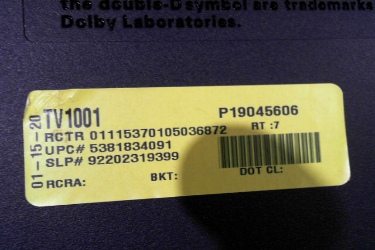 the double-D symbol are trademarks
Dolby Laboratories.
01-15-20
TV1001
P19045606
RCTR 01115370105036872
RT :7
UPC# 5381834091
SLP# 92202319399
RCRA:
BKT:
DOT CL: